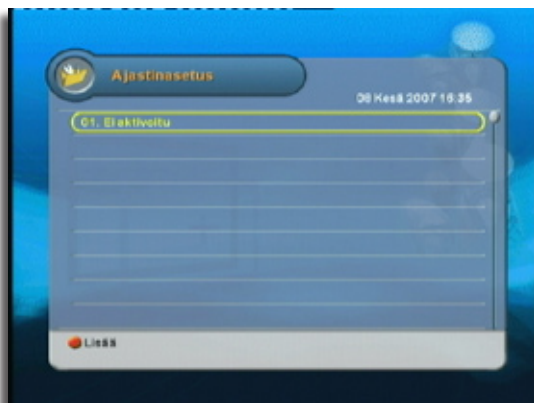 Ajastinasetus
08 Kesä 2007 16:35
01. Ei aktivoitu
Lisää